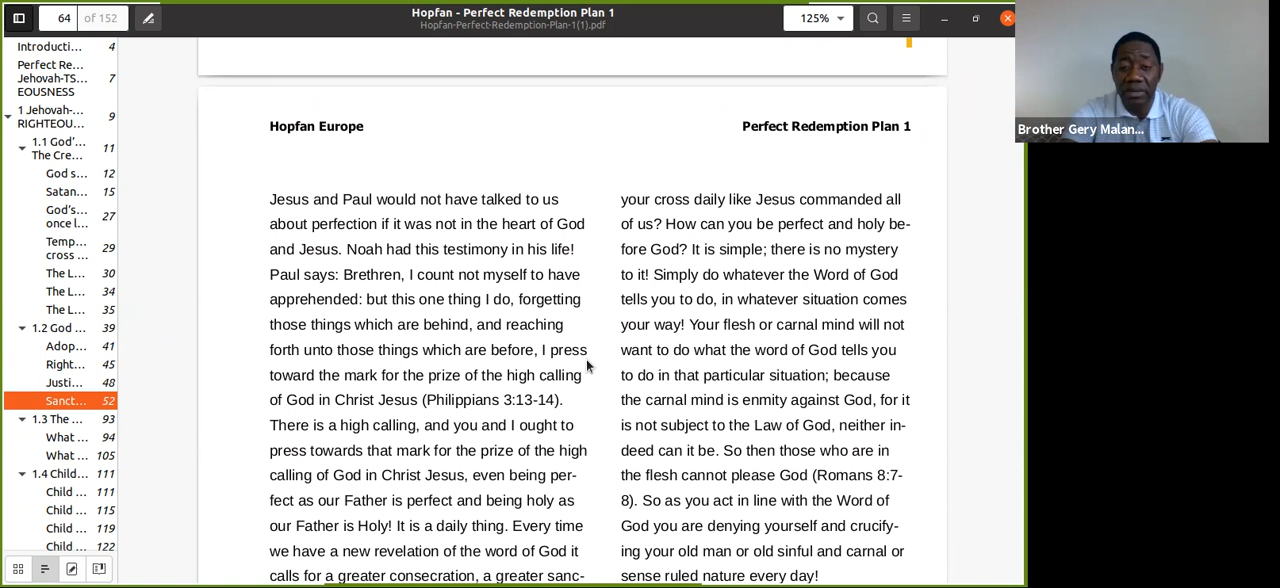 64
of 152
Hopfan - Perfect Redemption Plan 1
Hopfan-Perfect-Redemption-Plan-1(1).pdf
125%
Introducti... 4
Perfect Re...
Jehovah-TS... 7
EOUSNESS
1 Jehovah-...
RIGHTEOU... 9
1.1 God'...
The Cre... 11
God s... 12
Satan... 15
God's...
once l... 27
Temp...
cross ... 29
The L... 30
The L... 34
The L... 35
1.2 God ... 39
Adop... 41
Right... 45
Justi... 48
Sanct... 52
1.3 The ... 93
What ... 94
What ... 105
1.4 Child... 111
Child ... 111
Child ... 115
Child ... 119
Child ... 122
Hopfan Europe
Perfect Redemption Plan 1
Jesus and Paul would not have talked to us
about perfection if it was not in the heart of God
and Jesus. Noah had this testimony in his life!
Paul says: Brethren, I count not myself to have
apprehended: but this one thing I do, forgetting
those things which are behind, and reaching
forth unto those things which are before, I press
toward the mark for the prize of the high calling
of God in Christ Jesus (Philippians 3:13-14).
There is a high calling, and you and I ought to
press towards that mark for the prize of the high
calling of God in Christ Jesus, even being per-
fect as our Father is perfect and being holy as
our Father is Holy! It is a daily thing. Every time
we have a new revelation of the word of God it
calls for a greater consecration, a greater sanc-
your cross daily like Jesus commanded all
of us? How can you be perfect and holy be-
fore God? It is simple; there is no mystery
to it! Simply do whatever the Word of God
tells you to do, in whatever situation comes
your way! Your flesh or carnal mind will not
want to do what the word of God tells you
to do in that particular situation; because
the carnal mind is enmity against God, for it
is not subject to the Law of God, neither in-
deed can it be. So then those who are in
the flesh cannot please God (Romans 8:7-
8). So as you act in line with the Word of
God you are denying yourself and crucify-
ing your old man or old sinful and carnal or
sense ruled nature every day!
Brother Gery Malan...